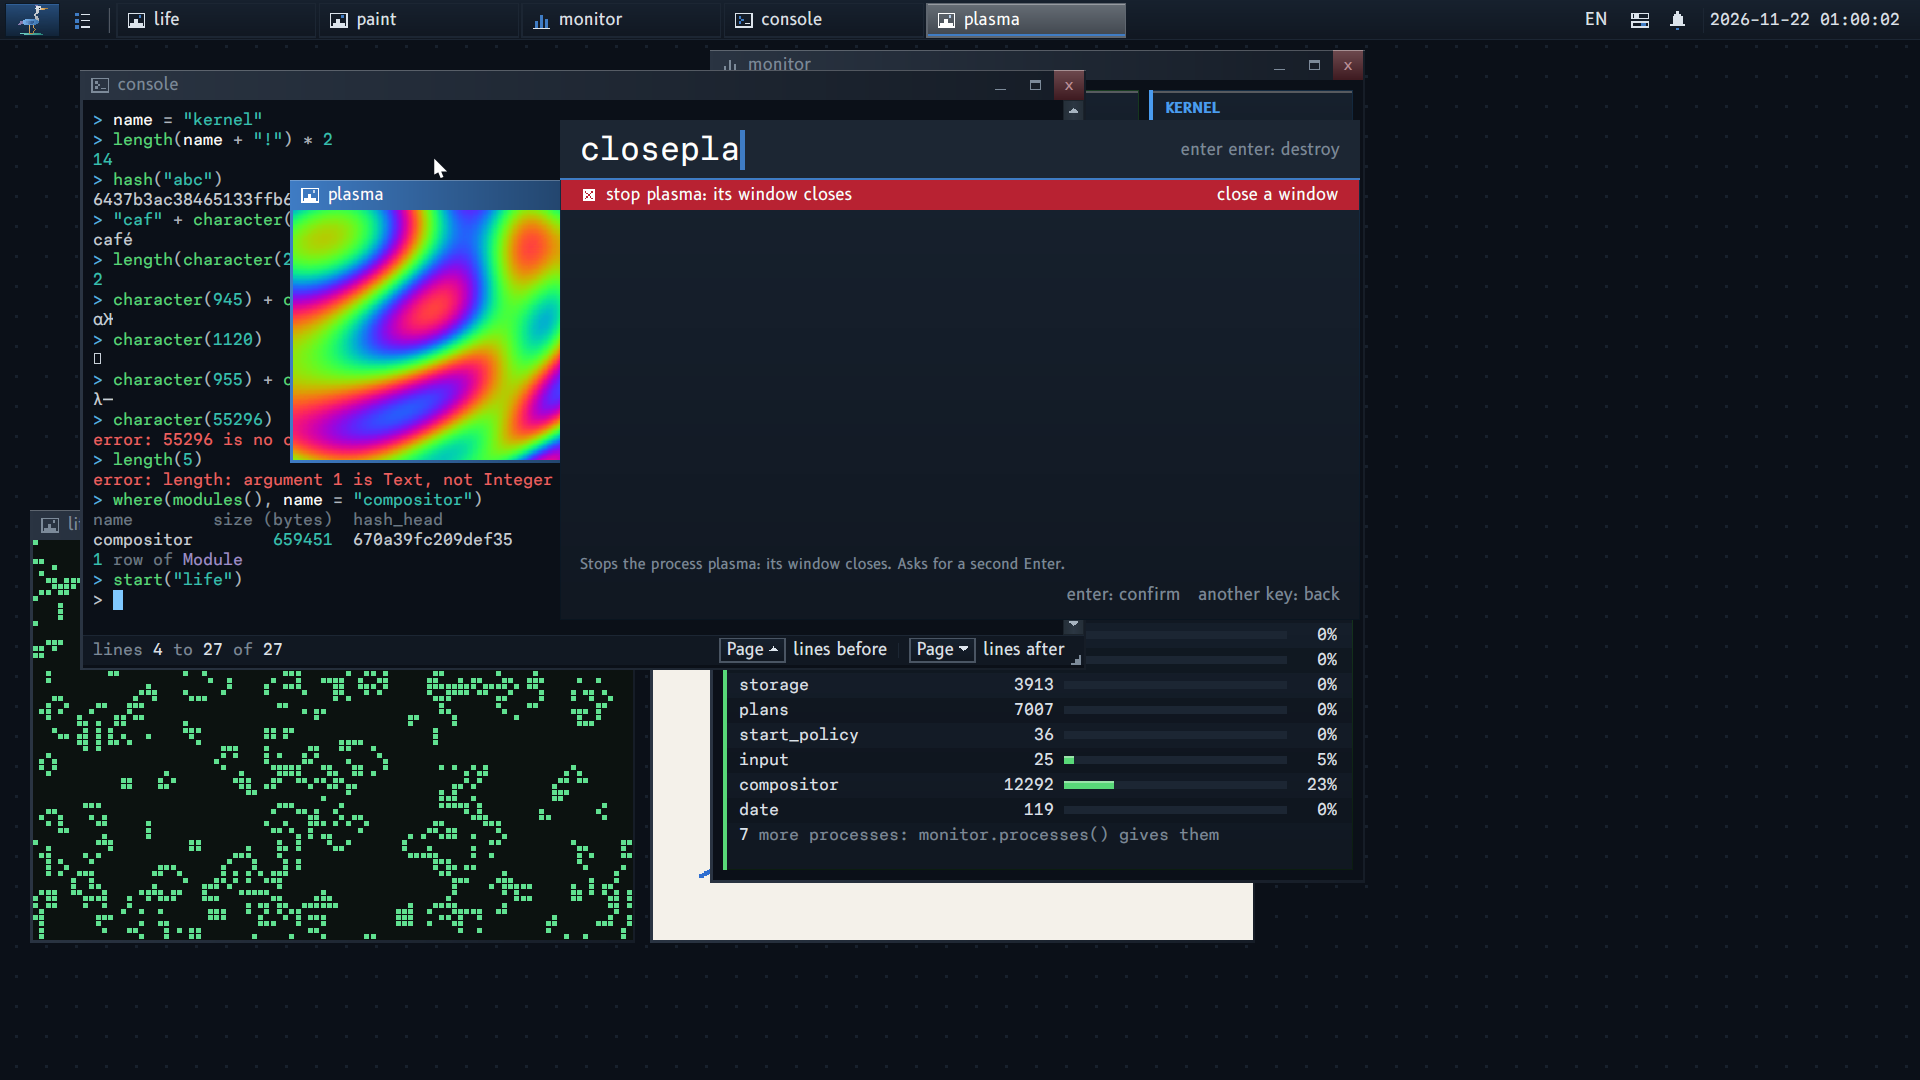 life
paint
monitor
console
plasma
EN
2026-11-22 01:00:02
monitor
x
console
x
KERNEL
> name = "kernel"
> length(name + "!") * 2
14
> hash("abc")
6437b3ac38465133ffb6
> "caf" + character(
café
> length(character(2
2
> character(945) + c
αЖ
> character(1120)
> character(955) + c
λ—
> character(55296)
error: 55296 is no c
> length(5)
error: length: argument 1 is Text, not Integer
> where(modules(), name = "compositor")
name size (bytes) hash_head
compositor 659451 670a39fc209def35
1 row of Module
> start("life")
>
lines 4 to 27 of 27
Page lines before Page lines after
plasma
closepla
enter enter: destroy
stop plasma: its window closes
close a window
Stops the process plasma: its window closes. Asks for a second Enter.
enter: confirm another key: back
li
0%
0%
storage 3913 0%
plans 7007 0%
start_policy 36 0%
input 25 5%
compositor 12292 23%
date 119 0%
7 more processes: monitor.processes() gives them